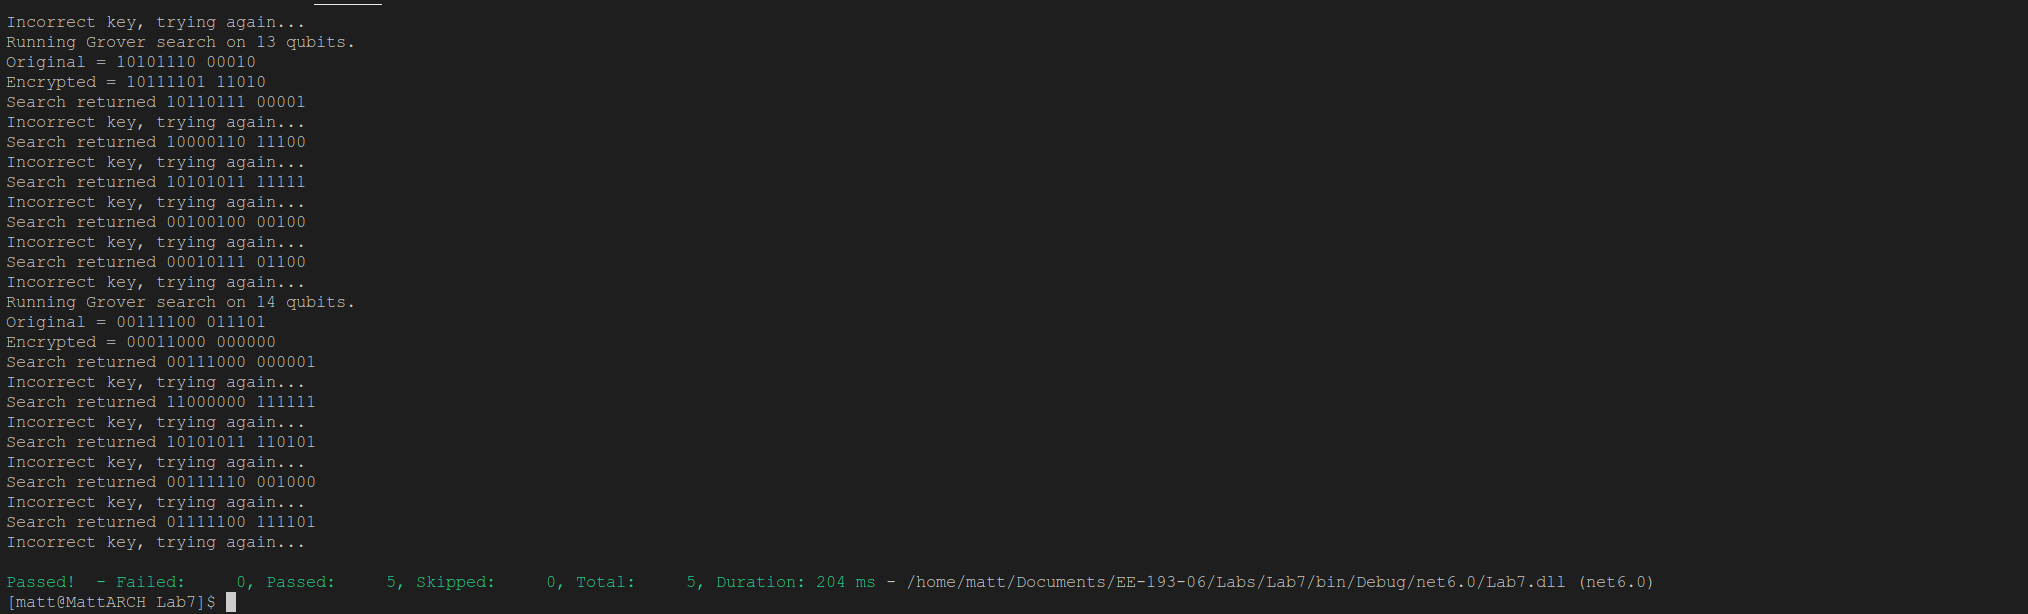 Incorrect key, trying again...
Running Grover search on 13 qubits.
Original = 10101110 00010
Encrypted = 10111101 11010
Search returned 10110111 00001
Incorrect key, trying again...
Search returned 10000110 11100
Incorrect key, trying again...
Search returned 10101011 11111
Incorrect key, trying again...
Search returned 00100100 00100
Incorrect key, trying again...
Search returned 00010111 01100
Incorrect key, trying again...
Running Grover search on 14 qubits.
Original = 00111100 011101
Encrypted = 00011000 000000
Search returned 00111000 000001
Incorrect key, trying again...
Search returned 11000000 111111
Incorrect key, trying again...
Search returned 10101011 110101
Incorrect key, trying again...
Search returned 00111110 001000
Incorrect key, trying again...
Search returned 01111100 111101
Incorrect key, trying again...
Passed!  - Failed:     0, Passed:     5, Skipped:     0, Total:     5, Duration: 204 ms - /home/matt/Documents/EE-193-06/Labs/Lab7/bin/Debug/net6.0/Lab7.dll (net6.0)
[matt@MattARCH Lab7]$